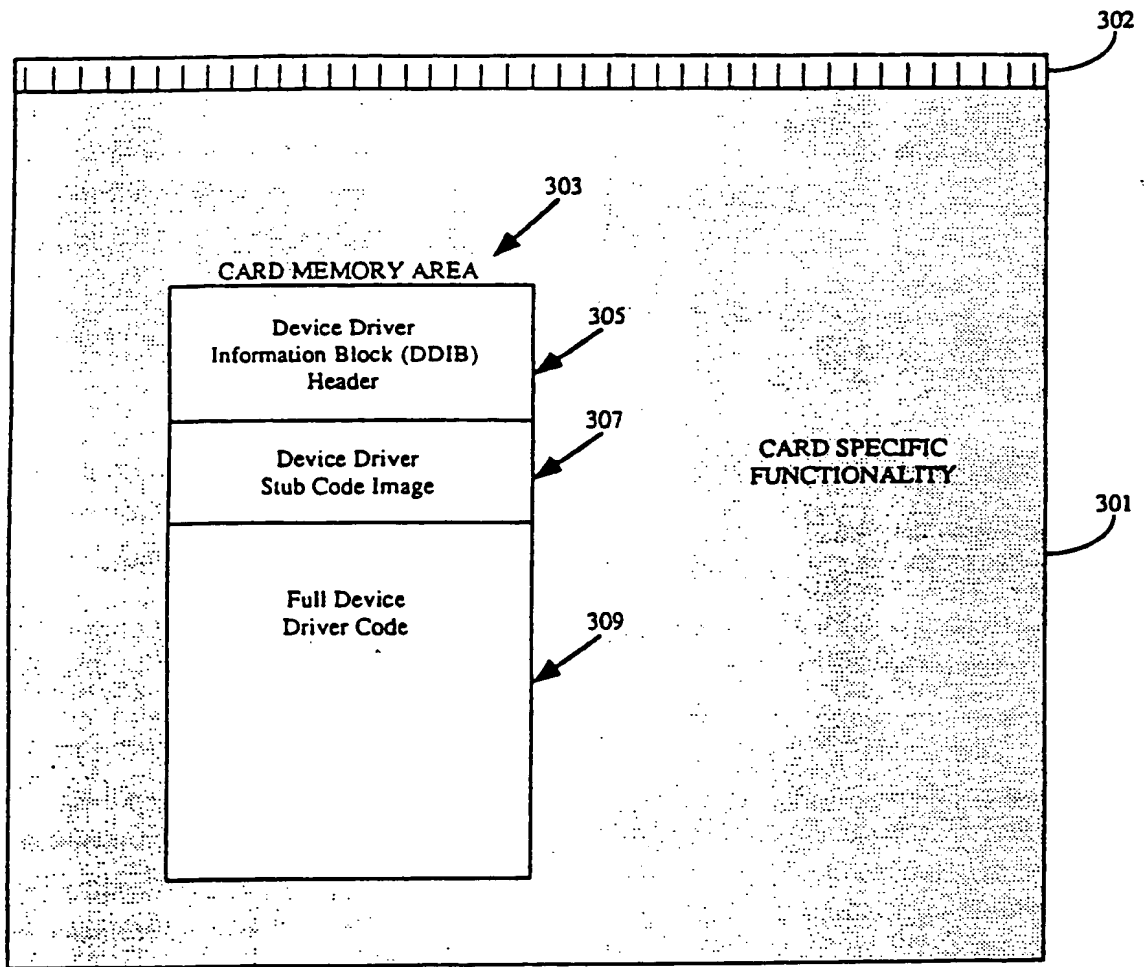 302
303
CARD MEMORY AREA
Device Driver
Information Block (DDIB)
Header
305
Device Driver
Stub Code Image
307
CARD SPECIFIC
FUNCTIONALITY
301
Full Device
Driver Code
309